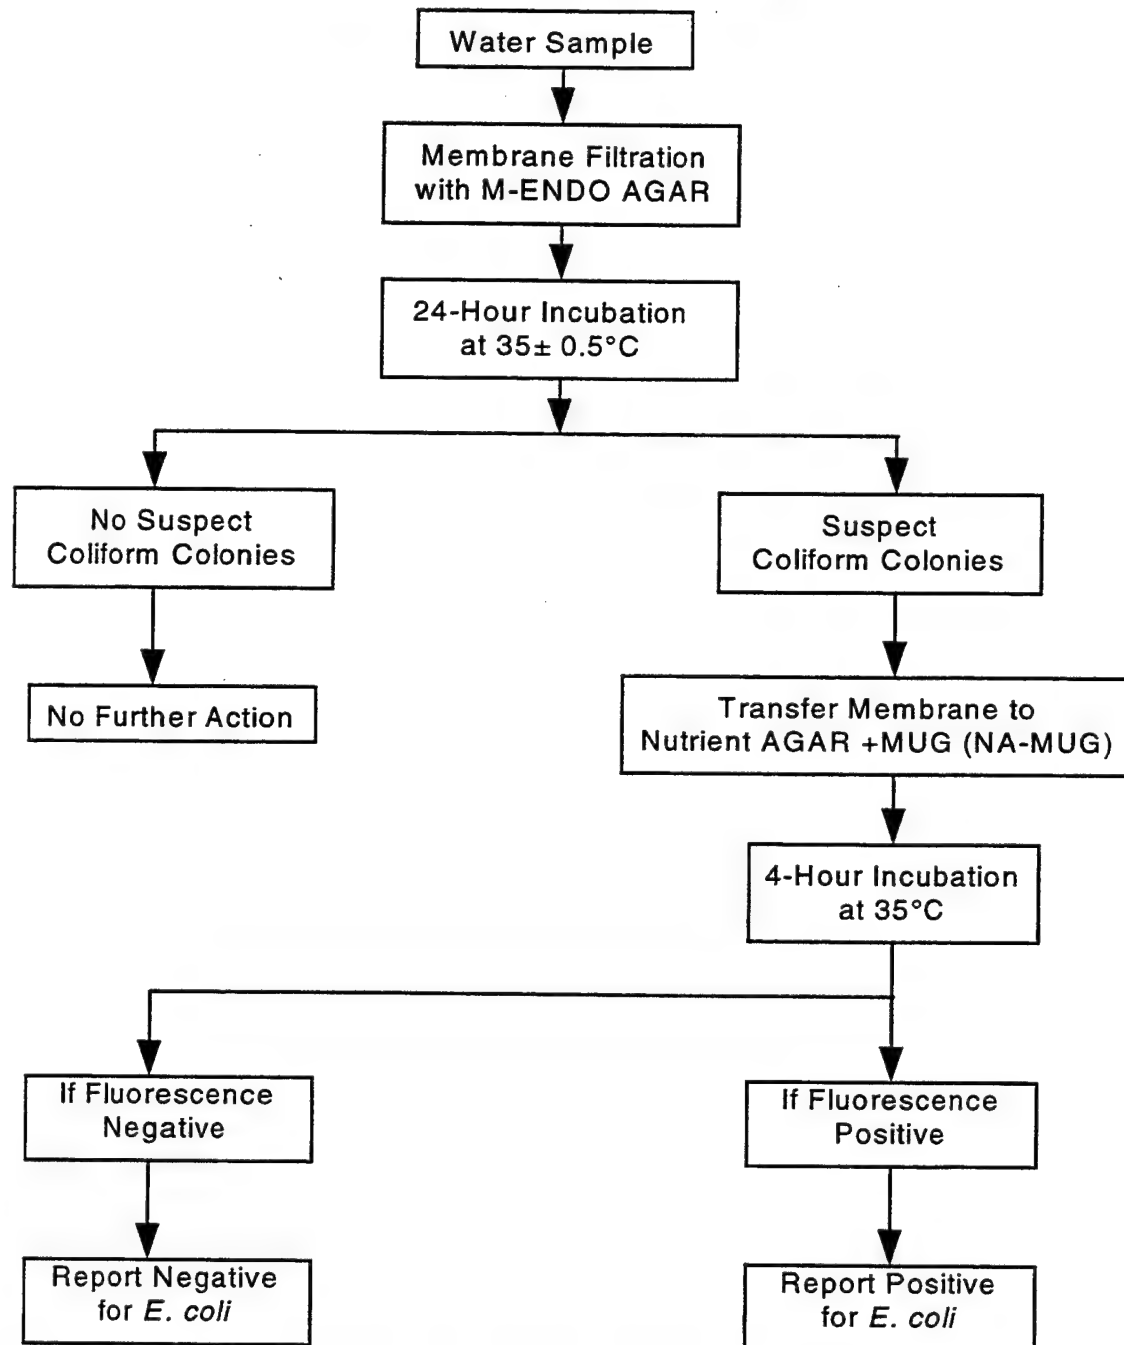 Water Sample
Membrane Filtration
with M-ENDO AGAR
24-Hour Incubation
at 35± 0.5°C
No Suspect
Coliform Colonies
Suspect
Coliform Colonies
No Further Action
Transfer Membrane to
Nutrient AGAR +MUG (NA-MUG)
4-Hour Incubation
at 35°C
If Fluorescence
Negative
If Fluorescence
Positive
Report Negative
for E. coli
Report Positive
for E. coli